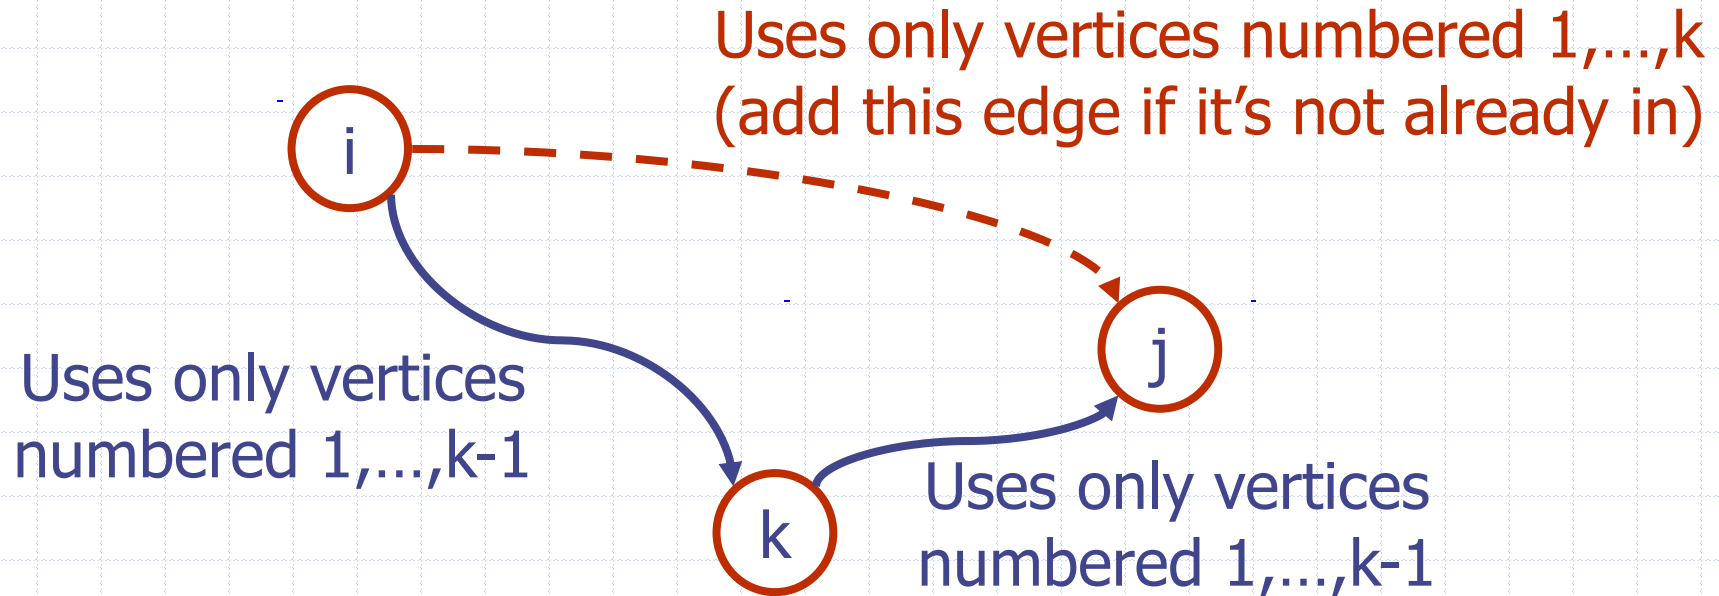 Uses only vertices numbered 1,...,k
(add this edge if it’s not already in)
i
j
Uses only vertices
numbered 1,...,k-1
k
Uses only vertices
numbered 1,...,k-1